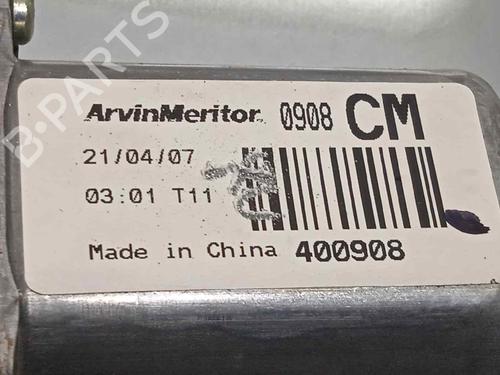 B-PARTS
ArvinMeritor 0908 CM
21/04/07
03:01 T11
Made in China 400908